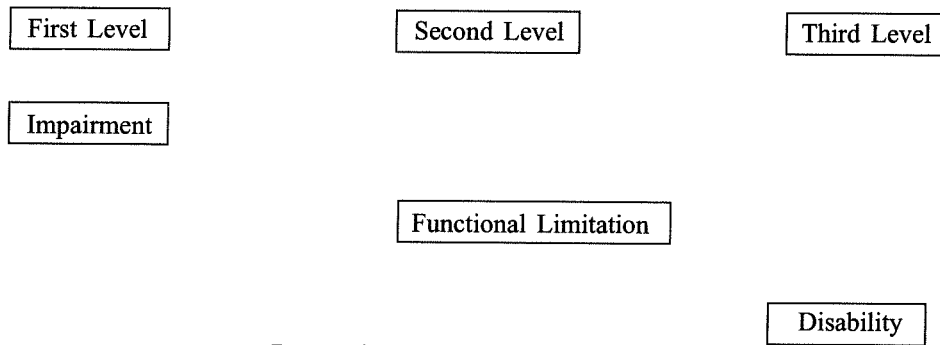 First Level Second Level Third Level
Impairment
Functional Limitation
Disability